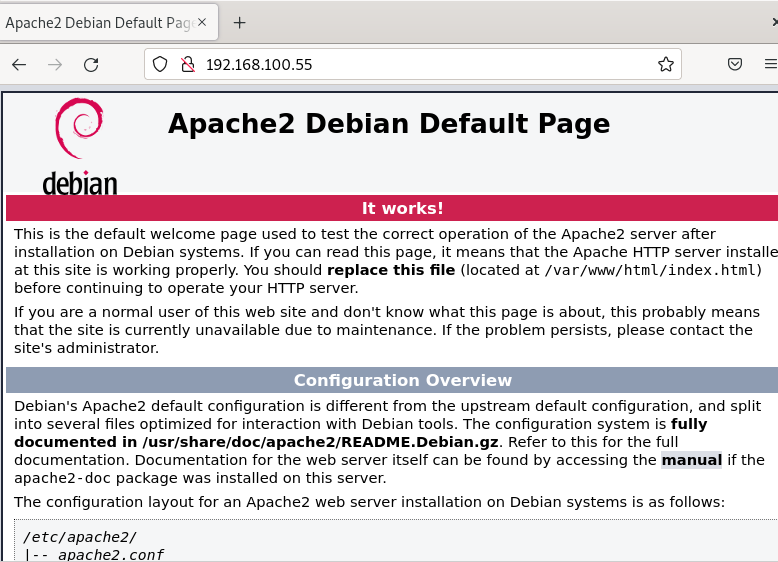 Apache2 Debian Default Page
192.168.100.55
debian
Apache2 Debian Default Page
It works!
This is the default welcome page used to test the correct operation of the Apache2 server after
installation on Debian systems. If you can read this page, it means that the Apache HTTP server installe
at this site is working properly. You should replace this file (located at /var/www/html/index.html)
before continuing to operate your HTTP server.
If you are a normal user of this web site and don't know what this page is about, this probably means
that the site is currently unavailable due to maintenance. If the problem persists, please contact the
site's administrator.
Configuration Overview
Debian's Apache2 default configuration is different from the upstream default configuration, and split
into several files optimized for interaction with Debian tools. The configuration system is fully
documented in /usr/share/doc/apache2/README.Debian.gz. Refer to this for the full
documentation. Documentation for the web server itself can be found by accessing the manual if the
apache2-doc package was installed on this server.
The configuration layout for an Apache2 web server installation on Debian systems is as follows:
/etc/apache2/
|-- apache2.conf